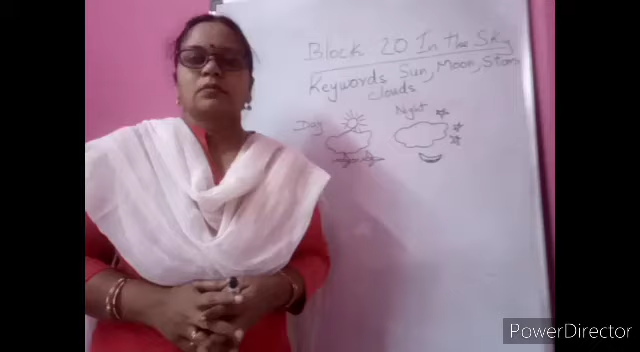 Block 20 In the Sky
Keywords Sun, Moon, Stars
clouds
Day
Night
PowerDirector